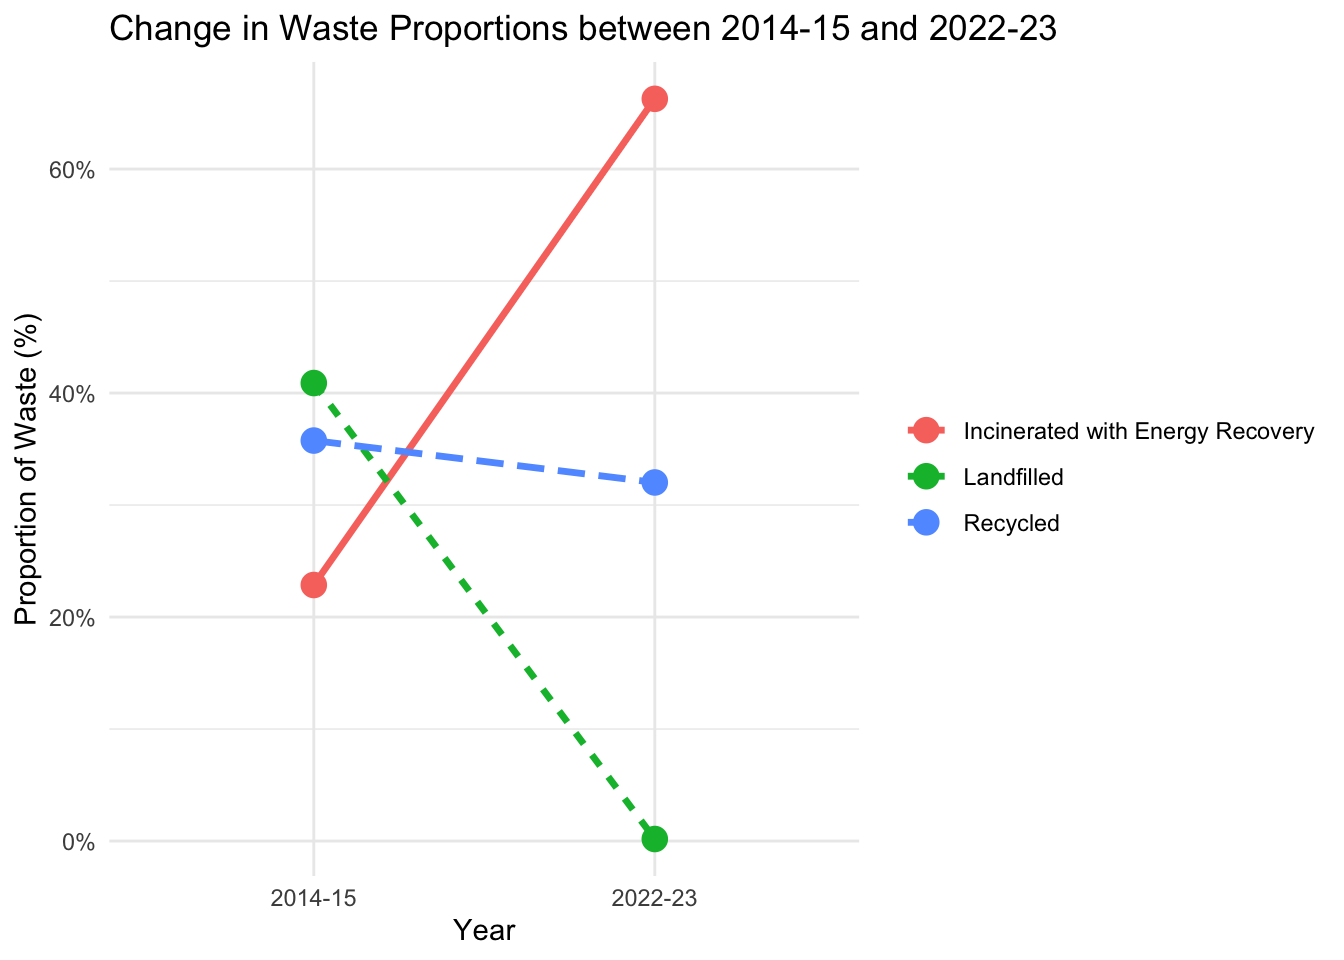 Change in Waste Proportions between 2014-15 and 2022-23
Proportion of Waste (%)
60%
40%
20%
0%
2014-15
2022-23
Year
Incinerated with Energy Recovery
Landfilled
Recycled